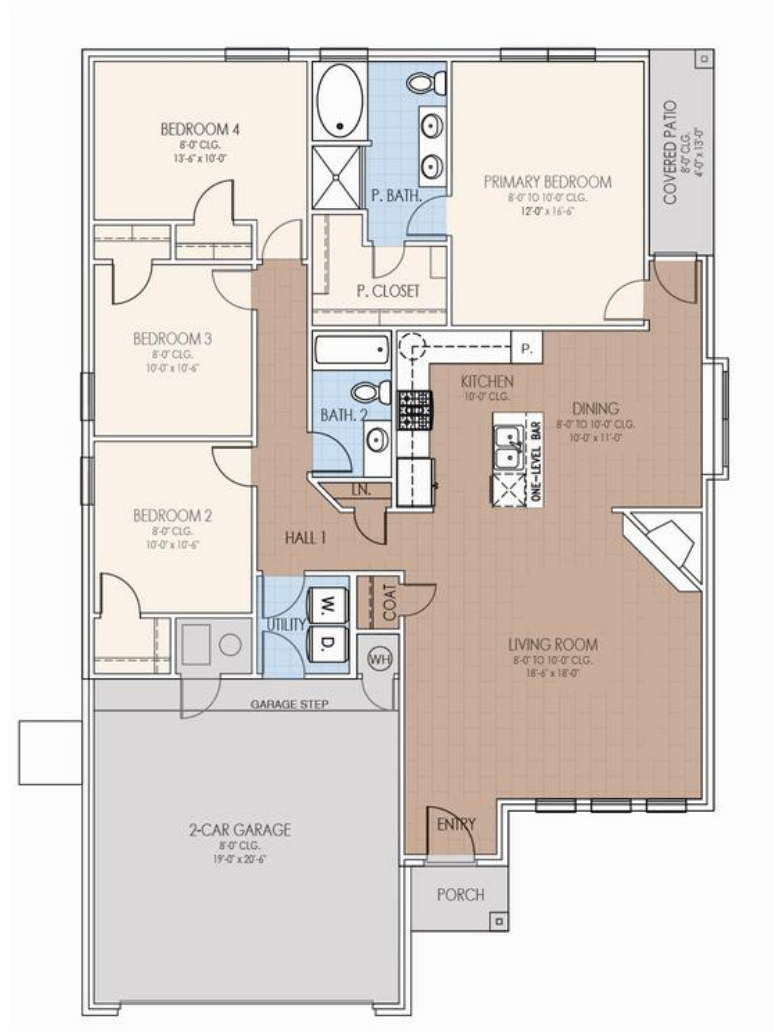 BEDROOM 4
8'-0" CLG.
13'-6" x 10'-0"
P. BATH.
PRIMARY BEDROOM
8'-0" TO 10'-0" CLG.
12'-0" x 16'-6"
COVERED PATIO
8'-0" CLG.
4'-0" x 13'-0"
P. CLOSET
BEDROOM 3
8'-0" CLG.
10'-0" x 10'-6"
BATH. 2
KITCHEN
10'-0" CLG.
P.
DINING
8'-0" TO 10'-0" CLG.
10'-0" x 11'-0"
ONE-LEVEL BAR
LN.
BEDROOM 2
8'-0" CLG.
10'-0" x 10'-6"
HALL 1
UTILITY
W.
D.
COAT
WH
LIVING ROOM
8'-0" TO 10'-0" CLG.
18'-6" x 18'-0"
GARAGE STEP
2-CAR GARAGE
8'-0" CLG.
19'-0" x 20'-6"
ENTRY
PORCH